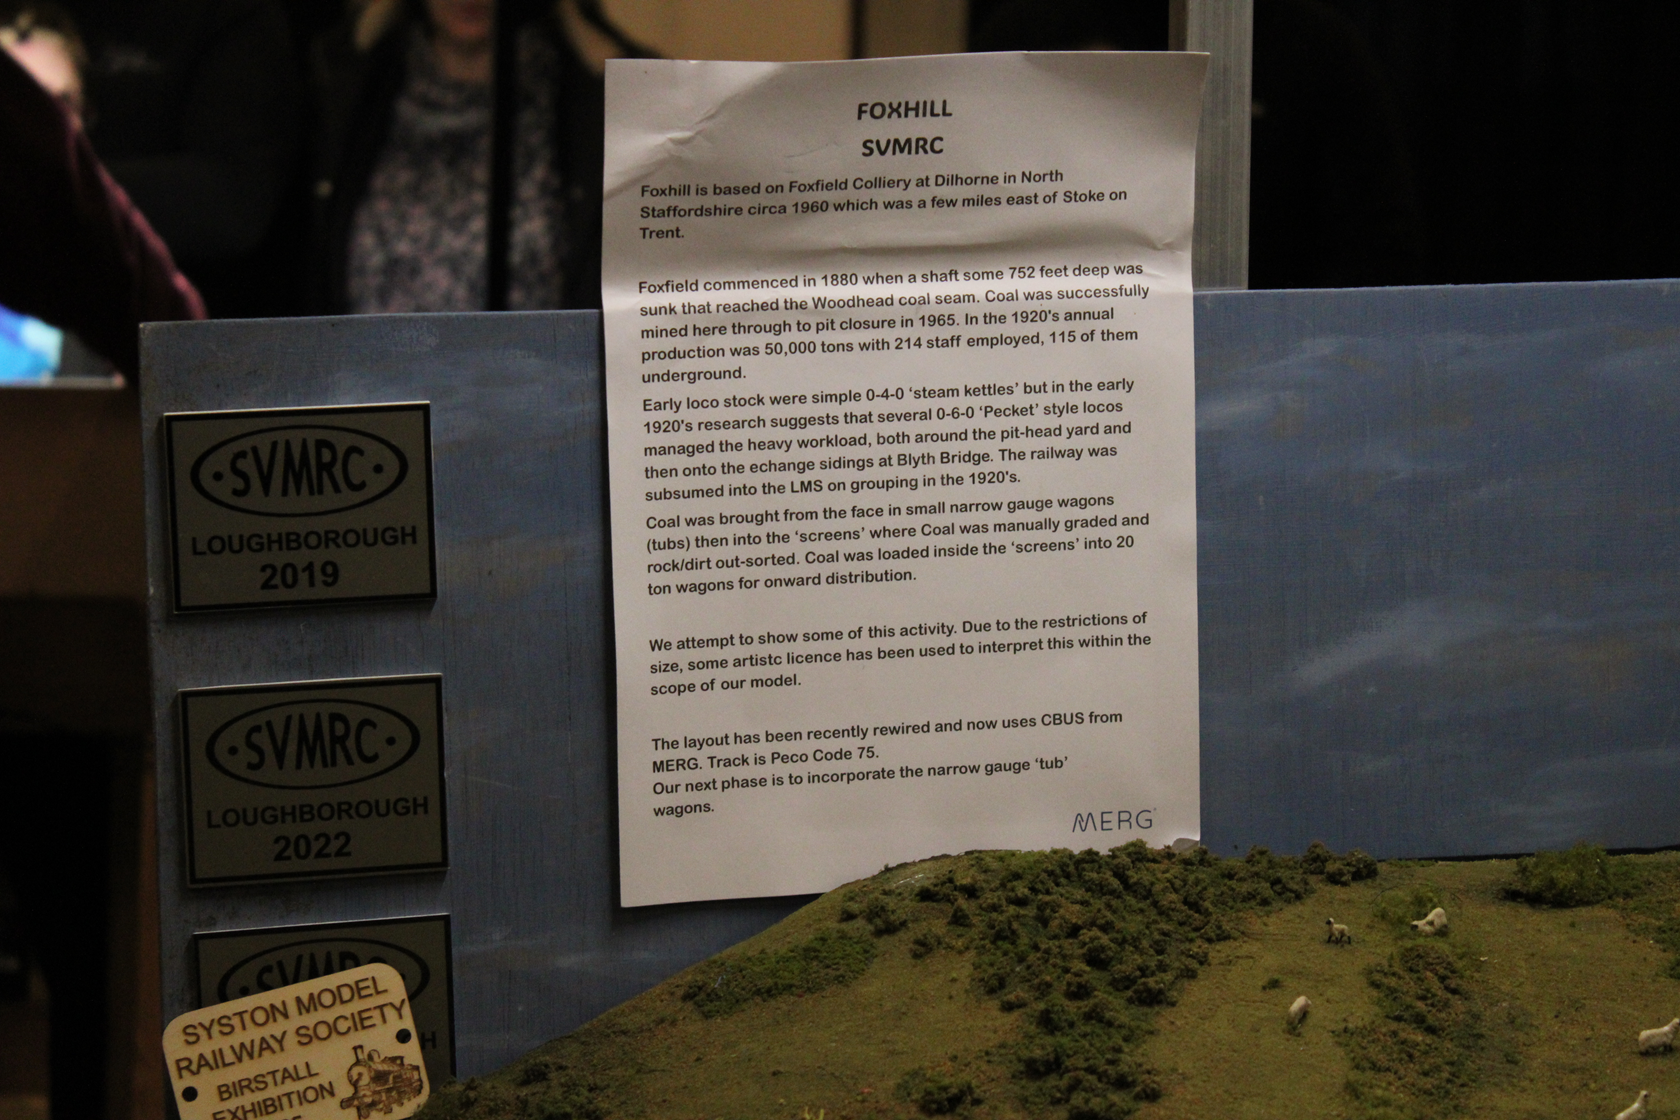 FOXHILL
SVMRC
Foxhill is based on Foxfield Colliery at Dilhorne in North
Staffordshire circa 1960 which was a few miles east of Stoke on
Trent.
Foxfield commenced in 1880 when a shaft some 752 feet deep was
sunk that reached the Woodhead coal seam. Coal was successfully
mined here through to pit closure in 1965. In the 1920's annual
production was 50,000 tons with 214 staff employed, 115 of them
underground.
Early loco stock were simple 0-4-0 ‘steam kettles’ but in the early
1920's research suggests that several 0-6-0 ‘Pecket’ style locos
managed the heavy workload, both around the pit-head yard and
then onto the echange sidings at Blyth Bridge. The railway was
subsumed into the LMS on grouping in the 1920's.
Coal was brought from the face in small narrow gauge wagons
(tubs) then into the ‘screens’ where Coal was manually graded and
rock/dirt out-sorted. Coal was loaded inside the ‘screens’ into 20
ton wagons for onward distribution.
We attempt to show some of this activity. Due to the restrictions of
size, some artistc licence has been used to interpret this within the
scope of our model.
The layout has been recently rewired and now uses CBUS from
MERG. Track is Peco Code 75.
Our next phase is to incorporate the narrow gauge ‘tub’
wagons.
MERG
·SVMRC·
LOUGHBOROUGH
2019
·SVMRC·
LOUGHBOROUGH
2022
SVMRC·
H
SYSTON MODEL
RAILWAY SOCIETY
BIRSTALL
EXHIBITION